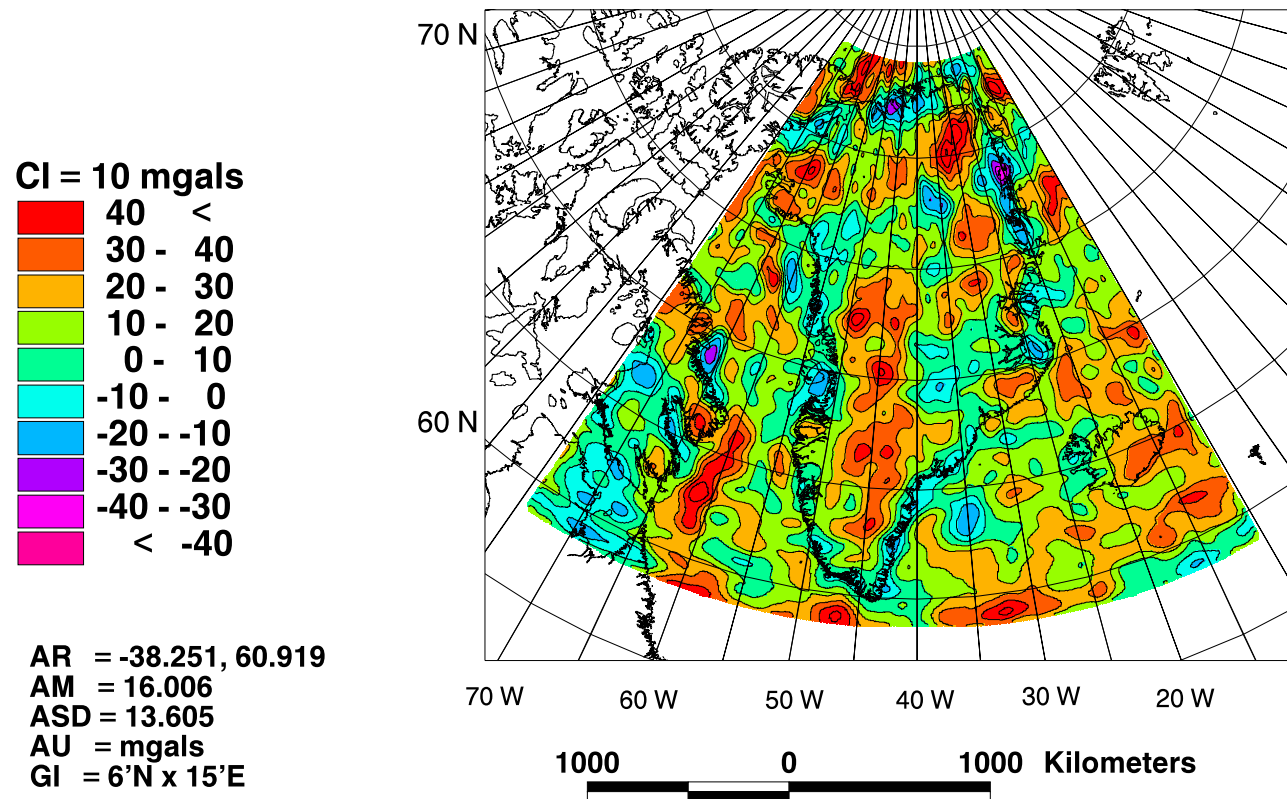 70 N
CI = 10 mgals
40 <
30 - 40
20 - 30
10 - 20
0 - 10
-10 - 0
-20 - -10
-30 - -20
-40 - -30
< -40
60 N
AR = -38.251, 60.919
AM = 16.006
ASD = 13.605
AU = mgals
GI = 6'N x 15'E
70 W 60 W 50 W 40 W 30 W 20 W
1000 0 1000 Kilometers